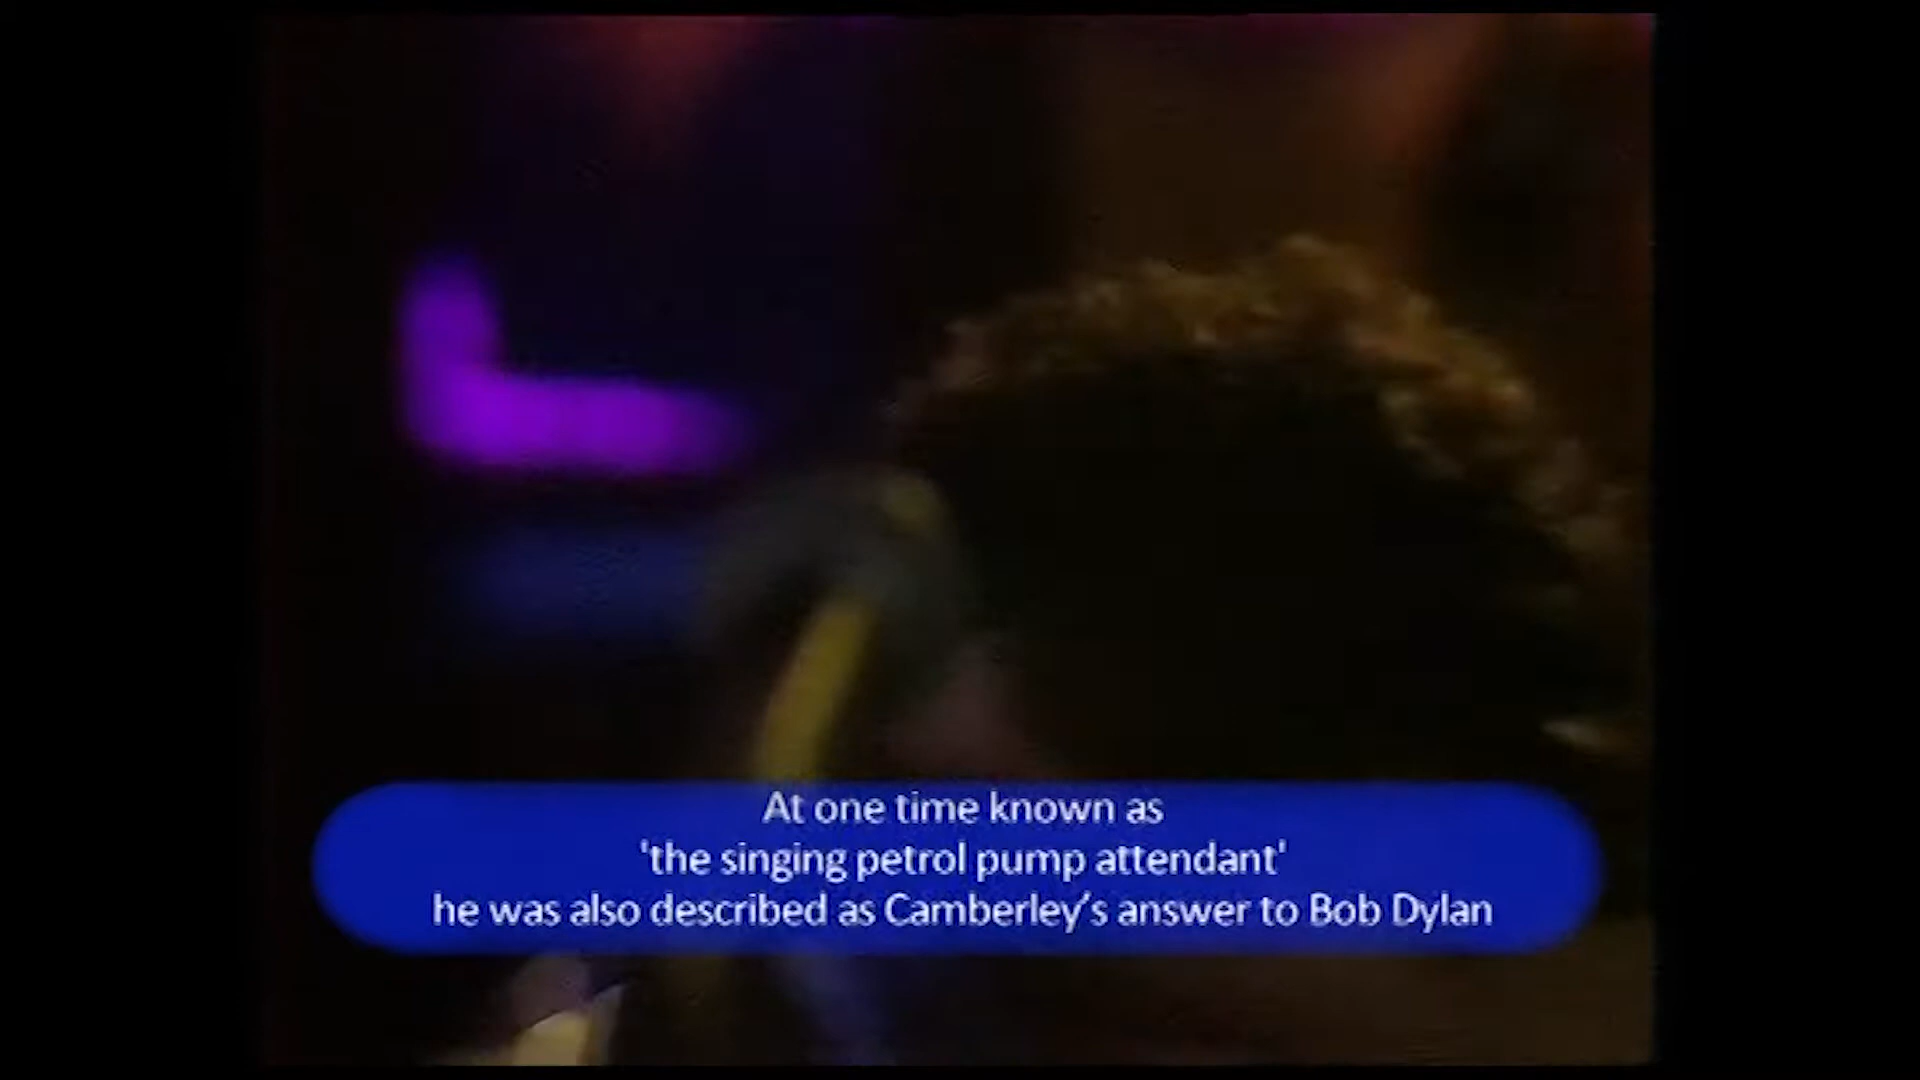 At one time known as
'the singing petrol pump attendant'
he was also described as Camberley's answer to Bob Dylan